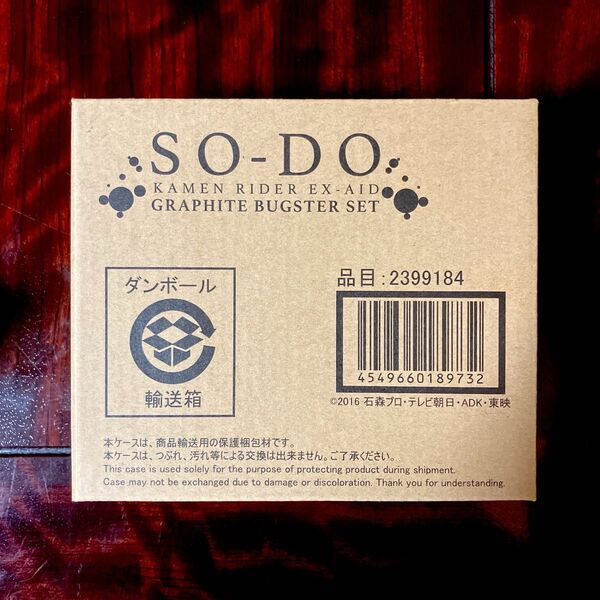 SO-DO
KAMEN RIDER EX-AID
GRAPHITE BUGSTER SET
ダンボール
輸送箱
品目:2399184
4549660189732
©2016 石森プロ・テレビ朝日・ADK・東映
本ケースは、商品輸送用の保護梱包材です。
本ケースは、つぶれ、汚れ等による交換は出来ません。ご了承ください。
This case is used solely for the purpose of protecting product during shipment.
Case may not be exchanged due to damage or discoloration. Thank you for understanding.